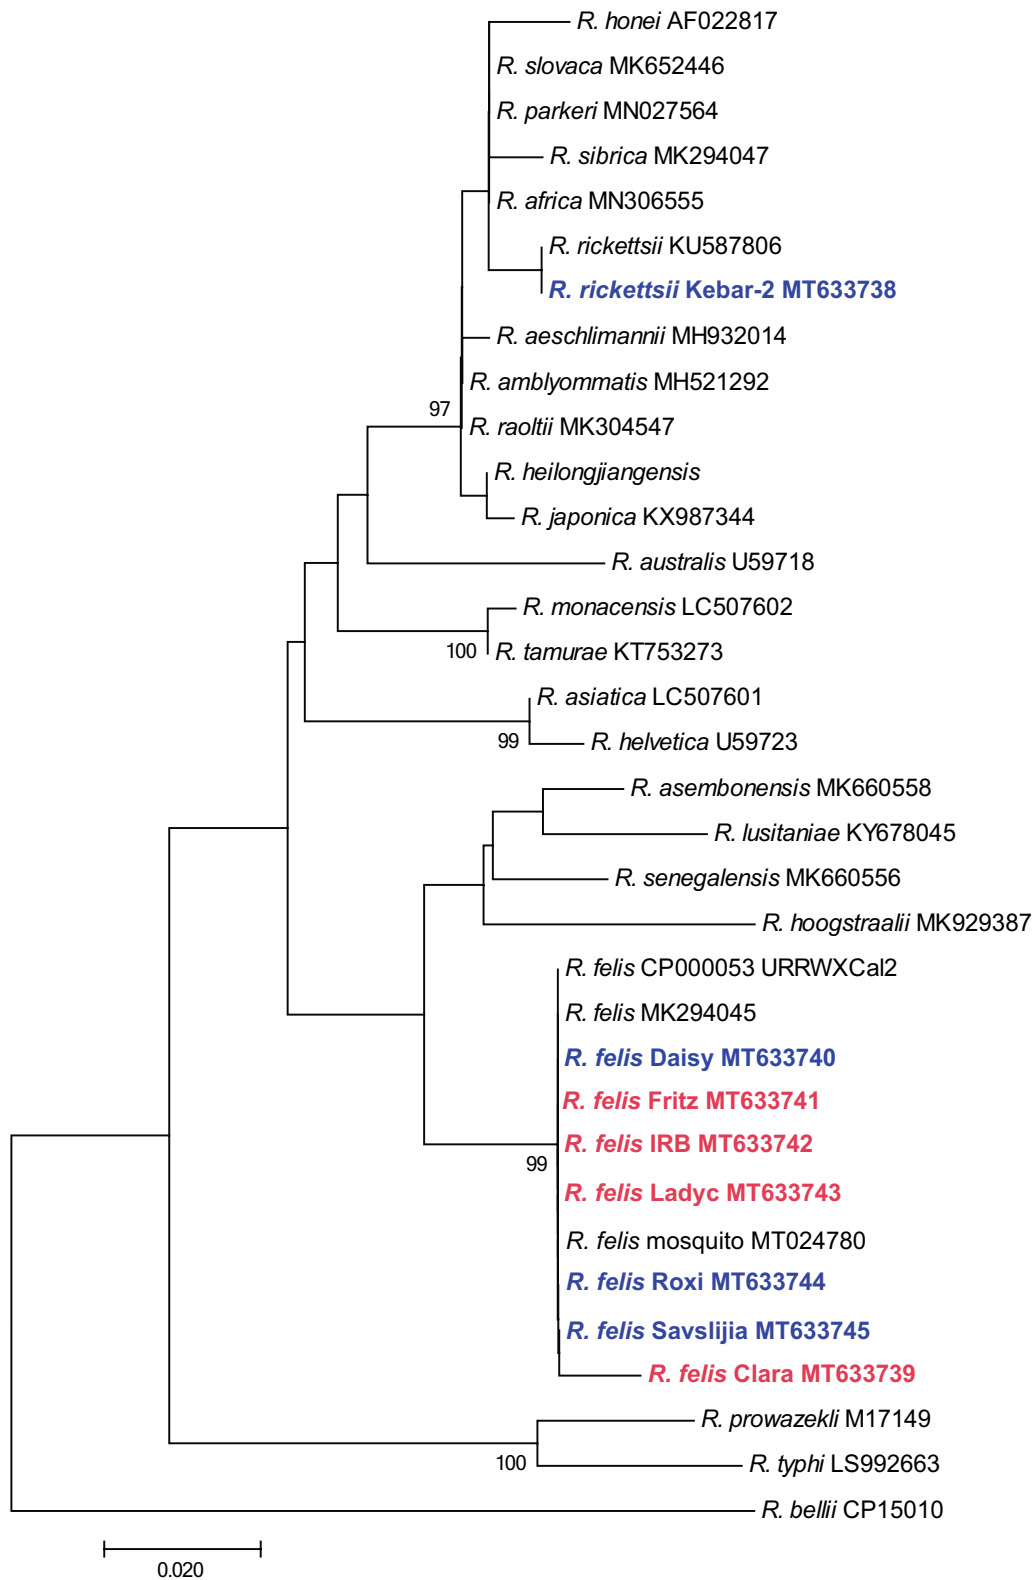 R. honei AF022817
R. slovaca MK652446
R. parkeri MN027564
R. sibrica MK294047
R. africa MN306555
R. rickettsii KU587806
R. rickettsii Kebar-2 MT633738
R. aeschlimannii MH932014
R. amblyommatis MH521292
97
R. raoltii MK304547
R. heilongjiangensis
R. japonica KX987344
R. australis U59718
R. monacensis LC507602
100
R. tamurae KT753273
R. asiatica LC507601
99
R. helvetica U59723
R. asembonensis MK660558
R. lusitaniae KY678045
R. senegalensis MK660556
R. hoogstraalii MK929387
R. felis CP000053 URRWXCal2
R. felis MK294045
R. felis Daisy MT633740
R. felis Fritz MT633741
R. felis IRB MT633742
99
R. felis Ladyc MT633743
R. felis mosquito MT024780
R. felis Roxi MT633744
R. felis Savslijia MT633745
R. felis Clara MT633739
R. prowazekli M17149
100
R. typhi LS992663
R. bellii CP15010
0.020